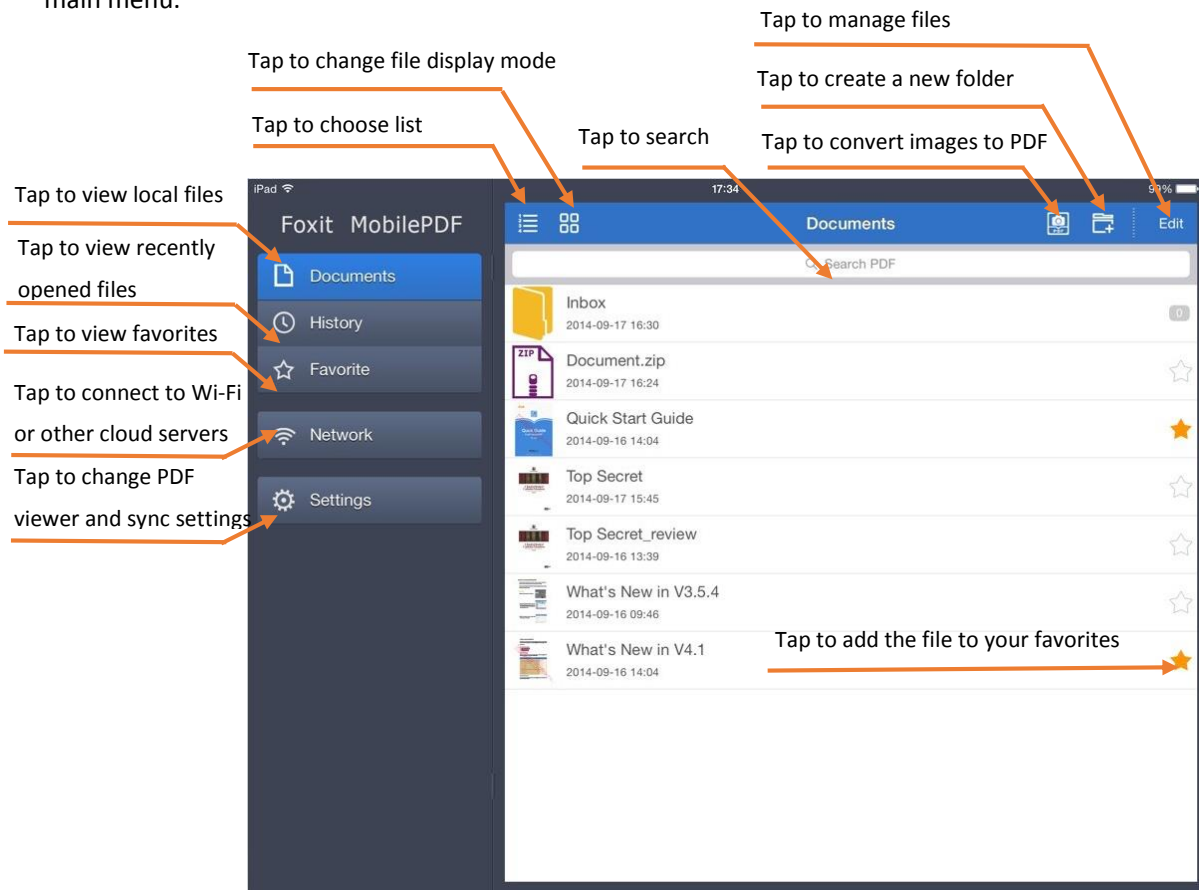 main menu.
Tap to manage files
Tap to change file display mode
Tap to create a new folder
Tap to choose list
Tap to search
Tap to convert images to PDF
Tap to view local files
Tap to view recently
opened files
Tap to view favorites
Tap to connect to Wi-Fi
or other cloud servers
Tap to change PDF
viewer and sync settings
iPad
17:34
Foxit MobilePDF
Documents
Edit
Documents
History
Favorite
Network
Settings
Search PDF
Inbox
2014-09-17 16:30
0
ZIP
Document.zip
2014-09-17 16:24
Quick Start Guide
2014-09-16 14:04
Top Secret
2014-09-17 15:45
Top Secret_review
2014-09-16 13:39
What's New in V3.5.4
2014-09-16 09:46
What's New in V4.1
2014-09-16 14:04
Tap to add the file to your favorites